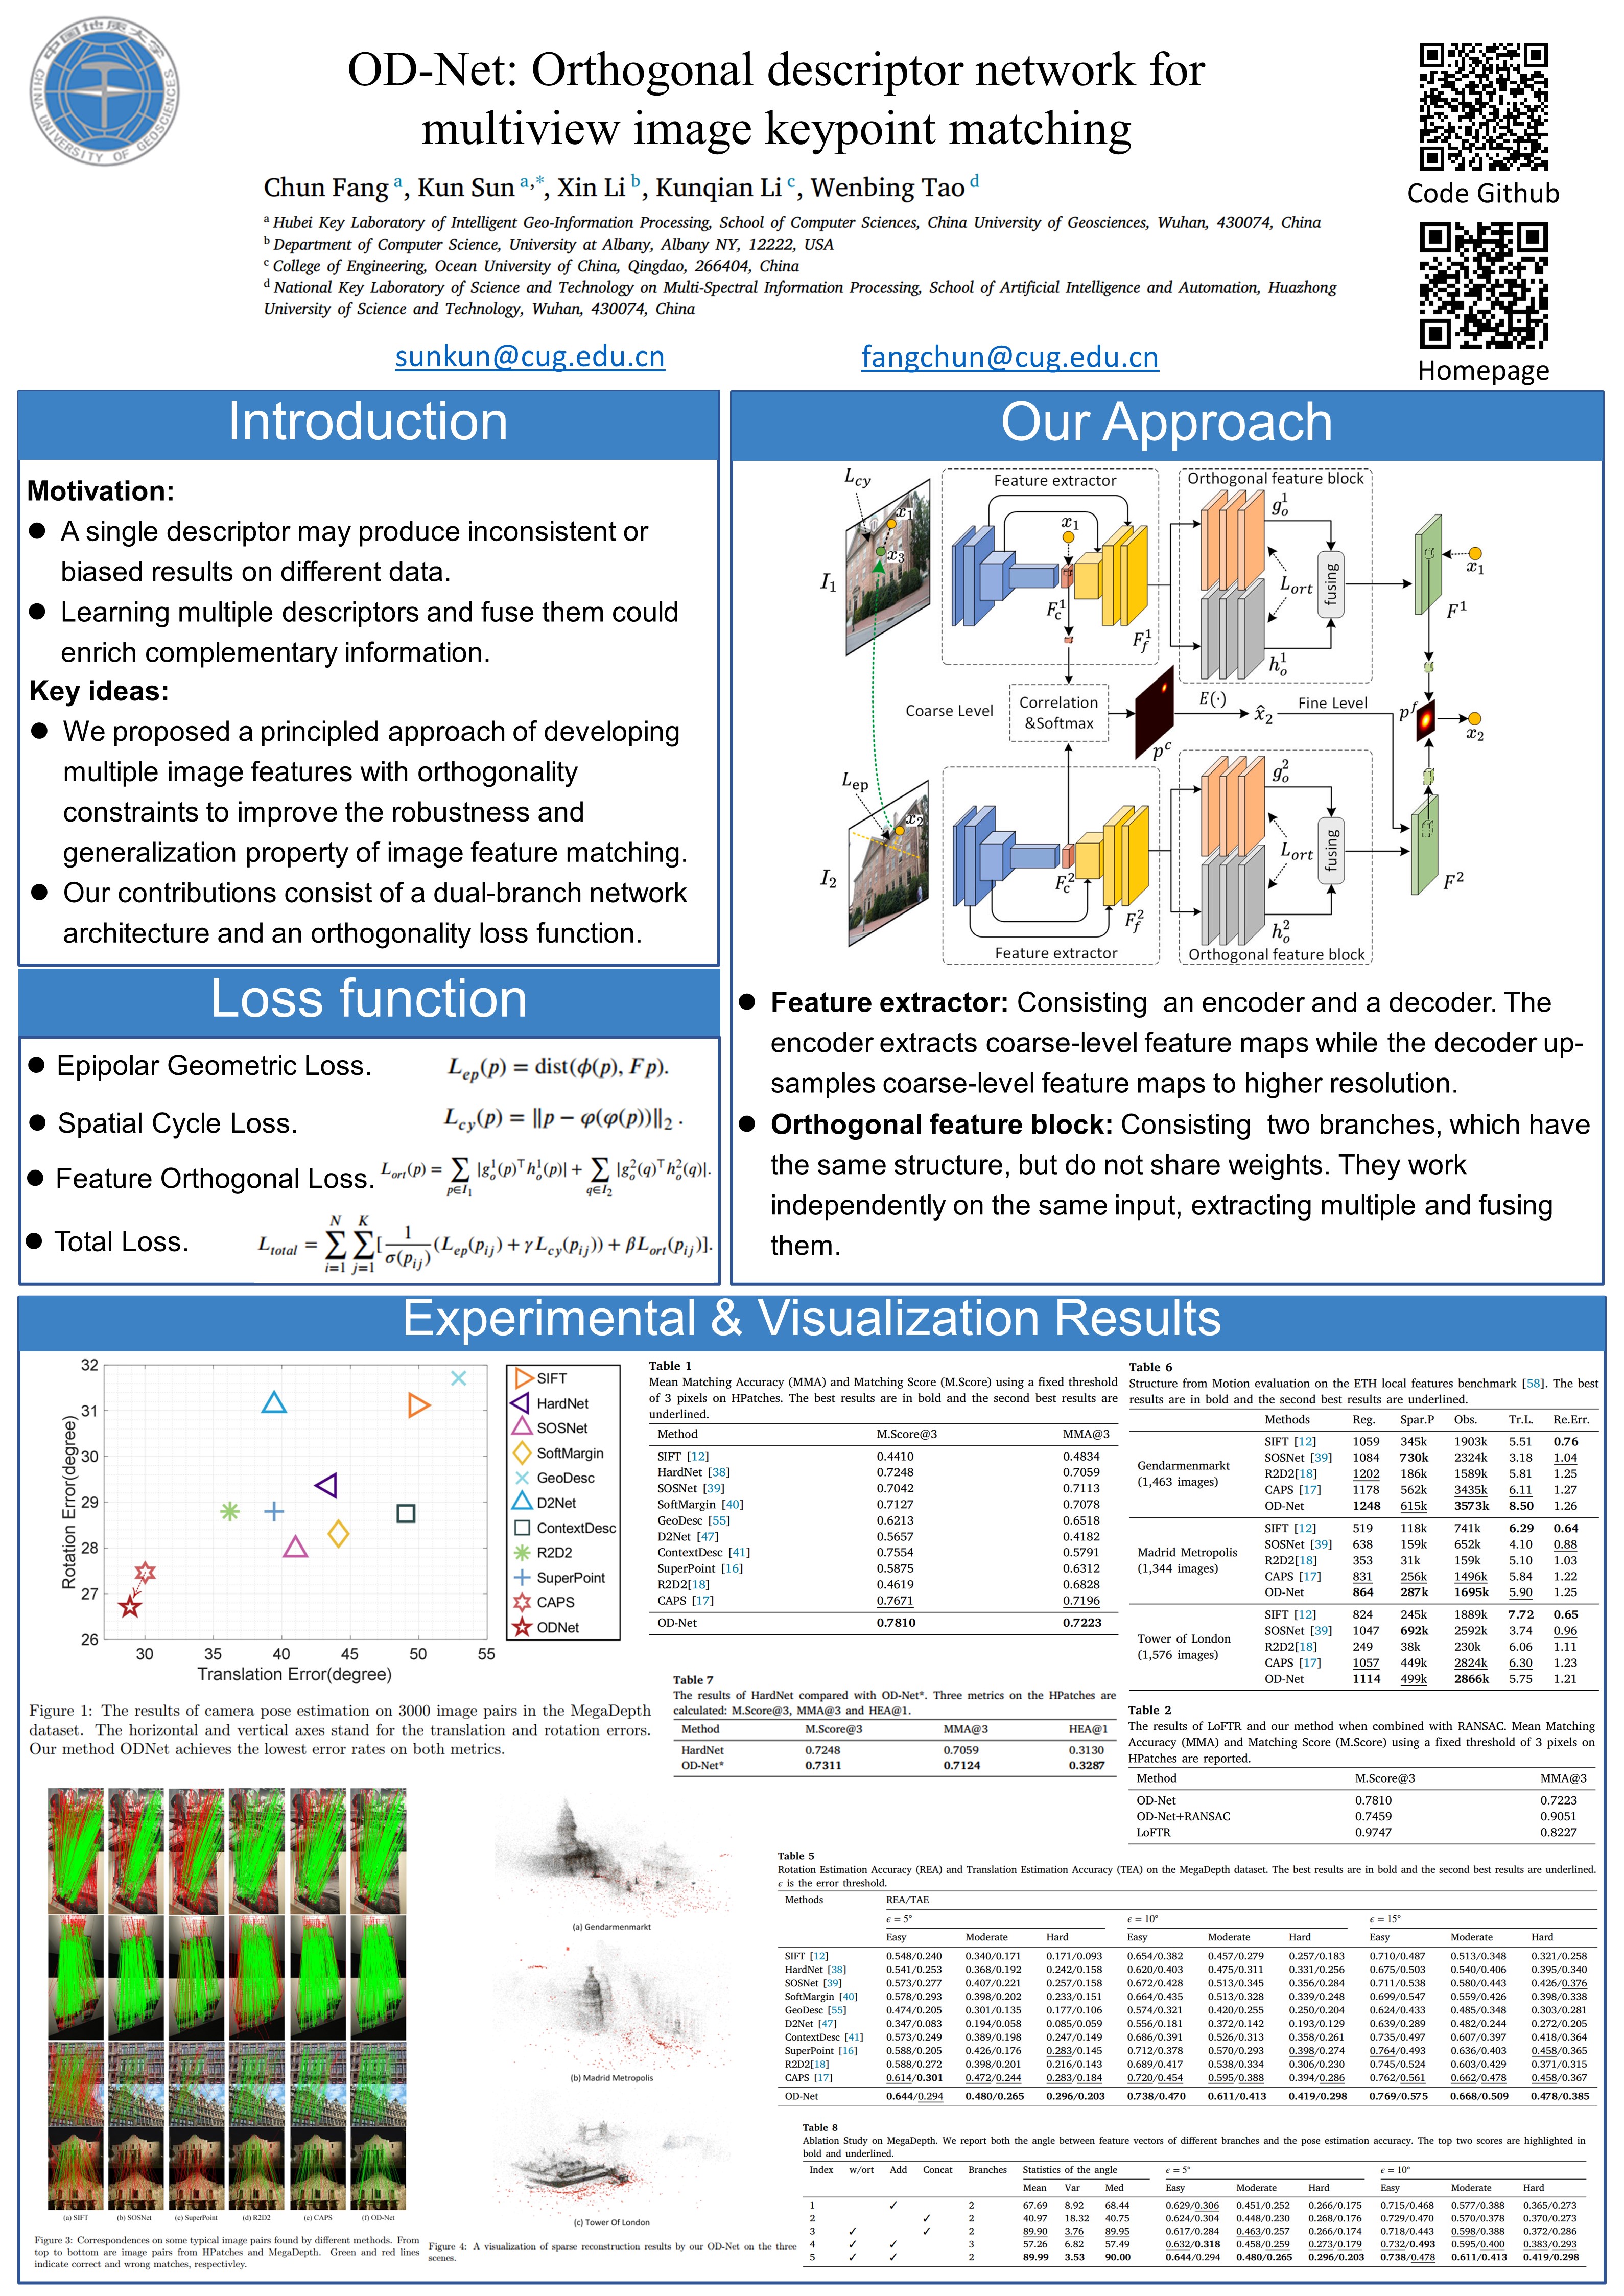 中国地质大学
CHINA UNIVERSITY OF GEOSCIENCES
OD-Net: Orthogonal descriptor network for
multiview image keypoint matching
Chun Fang a, Kun Sun a,*, Xin Li b, Kunqian Li c, Wenbing Tao d
a Hubei Key Laboratory of Intelligent Geo-Information Processing, School of Computer Sciences, China University of Geosciences, Wuhan, 430074, China
b Department of Computer Science, University at Albany, Albany NY, 12222, USA
c College of Engineering, Ocean University of China, Qingdao, 266404, China
d National Key Laboratory of Science and Technology on Multi-Spectral Information Processing, School of Artificial Intelligence and Automation, Huazhong
University of Science and Technology, Wuhan, 430074, China
sunkun@cug.edu.cn fangchun@cug.edu.cn
Code Github
Homepage
Introduction
Motivation:
● A single descriptor may produce inconsistent or
biased results on different data.
● Learning multiple descriptors and fuse them could
enrich complementary information.
Key ideas:
● We proposed a principled approach of developing
multiple image features with orthogonality
constraints to improve the robustness and
generalization property of image feature matching.
● Our contributions consist of a dual-branch network
architecture and an orthogonality loss function.
Loss function
● Epipolar Geometric Loss. L_ep(p) = dist(ϕ(p), Fp).
● Spatial Cycle Loss. L_cy(p) = ‖p − φ(φ(p))‖₂ .
● Feature Orthogonal Loss. L_ort(p) = ∑_{p∈I₁} |g_o^1(p)^⊤h_o^1(p)| + ∑_{q∈I₂} |g_o^2(q)^⊤h_o^2(q)|.
● Total Loss. L_total = ∑_{i=1}^N ∑_{j=1}^K [1/σ(p_ij) (L_ep(p_ij) + γL_cy(p_ij)) + βL_ort(p_ij)].
Our Approach
L_cy
Feature extractor
Orthogonal feature block
x₁
x₃
x₁
g_o^1
I₁
F_c^1
F_f^1
L_ort
fusing
h_o^1
x₁
F^1
Coarse Level
Correlation
&Softmax
p^c
E(·)
x̂₂
Fine Level
p^f
x₂
L_ep
x₂
I₂
F_c^2
F_f^2
g_o^2
L_ort
fusing
h_o^2
F^2
Feature extractor
Orthogonal feature block
● Feature extractor: Consisting an encoder and a decoder. The
encoder extracts coarse-level feature maps while the decoder up-
samples coarse-level feature maps to higher resolution.
● Orthogonal feature block: Consisting two branches, which have
the same structure, but do not share weights. They work
independently on the same input, extracting multiple and fusing
them.
Experimental & Visualization Results
Rotation Error(degree)
32
31
30
29
28
27
26
30 35 40 45 50 55
Translation Error(degree)
SIFT
HardNet
SOSNet
SoftMargin
GeoDesc
D2Net
ContextDesc
R2D2
SuperPoint
CAPS
ODNet
Figure 1: The results of camera pose estimation on 3000 image pairs in the MegaDepth
dataset. The horizontal and vertical axes stand for the translation and rotation errors.
Our method ODNet achieves the lowest error rates on both metrics.
Table 1
Mean Matching Accuracy (MMA) and Matching Score (M.Score) using a fixed threshold
of 3 pixels on HPatches. The best results are in bold and the second best results are
underlined.
Method M.Score@3 MMA@3
SIFT [12] 0.4410 0.4834
HardNet [38] 0.7248 0.7059
SOSNet [39] 0.7042 0.7113
SoftMargin [40] 0.7127 0.7078
GeoDesc [55] 0.6213 0.6518
D2Net [47] 0.5657 0.4182
ContextDesc [41] 0.7554 0.5791
SuperPoint [16] 0.5875 0.6312
R2D2[18] 0.4619 0.6828
CAPS [17] 0.7671 0.7196
OD-Net 0.7810 0.7223
Table 7
The results of HardNet compared with OD-Net*. Three metrics on the HPatches are
calculated: M.Score@3, MMA@3 and HEA@1.
Method M.Score@3 MMA@3 HEA@1
HardNet 0.7248 0.7059 0.3130
OD-Net* 0.7311 0.7124 0.3287
Table 6
Structure from Motion evaluation on the ETH local features benchmark [58]. The best
results are in bold and the second best results are underlined.
Methods Reg. Spar.P Obs. Tr.L. Re.Err.
Gendarmenmarkt
(1,463 images)
SIFT [12] 1059 345k 1903k 5.51 0.76
SOSNet [39] 1084 730k 2324k 3.18 1.04
R2D2[18] 1202 186k 1589k 5.81 1.25
CAPS [17] 1178 562k 3435k 6.11 1.27
OD-Net 1248 615k 3573k 8.50 1.26
Madrid Metropolis
(1,344 images)
SIFT [12] 519 118k 741k 6.29 0.64
SOSNet [39] 638 159k 652k 4.10 0.88
R2D2[18] 353 31k 159k 5.10 1.03
CAPS [17] 831 256k 1496k 5.84 1.22
OD-Net 864 287k 1695k 5.90 1.25
Tower of London
(1,576 images)
SIFT [12] 824 245k 1889k 7.72 0.65
SOSNet [39] 1047 692k 2592k 3.74 0.96
R2D2[18] 249 38k 230k 6.06 1.11
CAPS [17] 1057 449k 2824k 6.30 1.23
OD-Net 1114 499k 2866k 5.75 1.21
Table 2
The results of LoFTR and our method when combined with RANSAC. Mean Matching
Accuracy (MMA) and Matching Score (M.Score) using a fixed threshold of 3 pixels on
HPatches are reported.
Method M.Score@3 MMA@3
OD-Net 0.7810 0.7223
OD-Net+RANSAC 0.7459 0.9051
LoFTR 0.9747 0.8227
(a) SIFT (b) SOSNet (c) SuperPoint (d) R2D2 (e) CAPS (f) OD-Net
Figure 3: Correspondences on some typical image pairs found by different methods. From
top to bottom are image pairs from HPatches and MegaDepth. Green and red lines
indicate correct and wrong matches, respectivley.
(a) Gendarmenmarkt
(b) Madrid Metropolis
(c) Tower Of London
Figure 4: A visualization of sparse reconstruction results by our OD-Net on the three
scenes.
Table 5
Rotation Estimation Accuracy (REA) and Translation Estimation Accuracy (TEA) on the MegaDepth dataset. The best results are in bold and the second best results are underlined.
ϵ is the error threshold.
Methods REA/TAE
ϵ = 5° ϵ = 10° ϵ = 15°
Easy Moderate Hard Easy Moderate Hard Easy Moderate Hard
SIFT [12] 0.548/0.240 0.340/0.171 0.171/0.093 0.654/0.382 0.457/0.279 0.257/0.183 0.710/0.487 0.513/0.348 0.321/0.258
HardNet [38] 0.541/0.253 0.368/0.192 0.242/0.158 0.620/0.403 0.475/0.311 0.331/0.256 0.675/0.503 0.540/0.406 0.395/0.340
SOSNet [39] 0.573/0.277 0.407/0.221 0.257/0.158 0.672/0.428 0.513/0.345 0.356/0.284 0.711/0.538 0.580/0.443 0.426/0.376
SoftMargin [40] 0.578/0.293 0.398/0.202 0.233/0.151 0.664/0.435 0.513/0.328 0.339/0.248 0.699/0.547 0.559/0.426 0.398/0.338
GeoDesc [55] 0.474/0.205 0.301/0.135 0.177/0.106 0.574/0.321 0.420/0.255 0.250/0.204 0.624/0.433 0.485/0.348 0.303/0.281
D2Net [47] 0.347/0.083 0.194/0.058 0.085/0.059 0.556/0.181 0.372/0.142 0.193/0.129 0.639/0.289 0.482/0.244 0.272/0.205
ContextDesc [41] 0.573/0.249 0.389/0.198 0.247/0.149 0.686/0.391 0.526/0.313 0.358/0.261 0.735/0.497 0.607/0.397 0.418/0.364
SuperPoint [16] 0.588/0.205 0.426/0.176 0.283/0.145 0.712/0.378 0.570/0.293 0.398/0.274 0.764/0.493 0.636/0.403 0.458/0.365
R2D2[18] 0.588/0.272 0.398/0.201 0.216/0.143 0.689/0.417 0.538/0.334 0.306/0.230 0.745/0.524 0.603/0.429 0.371/0.315
CAPS [17] 0.614/0.301 0.472/0.244 0.283/0.184 0.720/0.454 0.595/0.388 0.394/0.286 0.762/0.561 0.662/0.478 0.458/0.367
OD-Net 0.644/0.294 0.480/0.265 0.296/0.203 0.738/0.470 0.611/0.413 0.419/0.298 0.769/0.575 0.668/0.509 0.478/0.385
Table 8
Ablation Study on MegaDepth. We report both the angle between feature vectors of different branches and the pose estimation accuracy. The top two scores are highlighted in
bold and underlined.
Index w/ort Add Concat Branches Statistics of the angle ϵ = 5° ϵ = 10°
Mean Var Med Easy Moderate Hard Easy Moderate Hard
1 ✓ 2 67.69 8.92 68.44 0.629/0.306 0.451/0.252 0.266/0.175 0.715/0.468 0.577/0.388 0.365/0.273
2 ✓ 2 40.97 18.32 40.75 0.624/0.304 0.448/0.230 0.266/0.176 0.729/0.470 0.570/0.378 0.370/0.273
3 ✓ ✓ 2 89.90 3.76 89.95 0.617/0.284 0.463/0.257 0.266/0.174 0.718/0.443 0.598/0.388 0.372/0.286
4 ✓ ✓ 3 57.26 6.82 57.49 0.632/0.318 0.458/0.259 0.273/0.179 0.732/0.493 0.595/0.400 0.383/0.293
5 ✓ ✓ 2 89.99 3.53 90.00 0.644/0.294 0.480/0.265 0.296/0.203 0.738/0.478 0.611/0.413 0.419/0.298